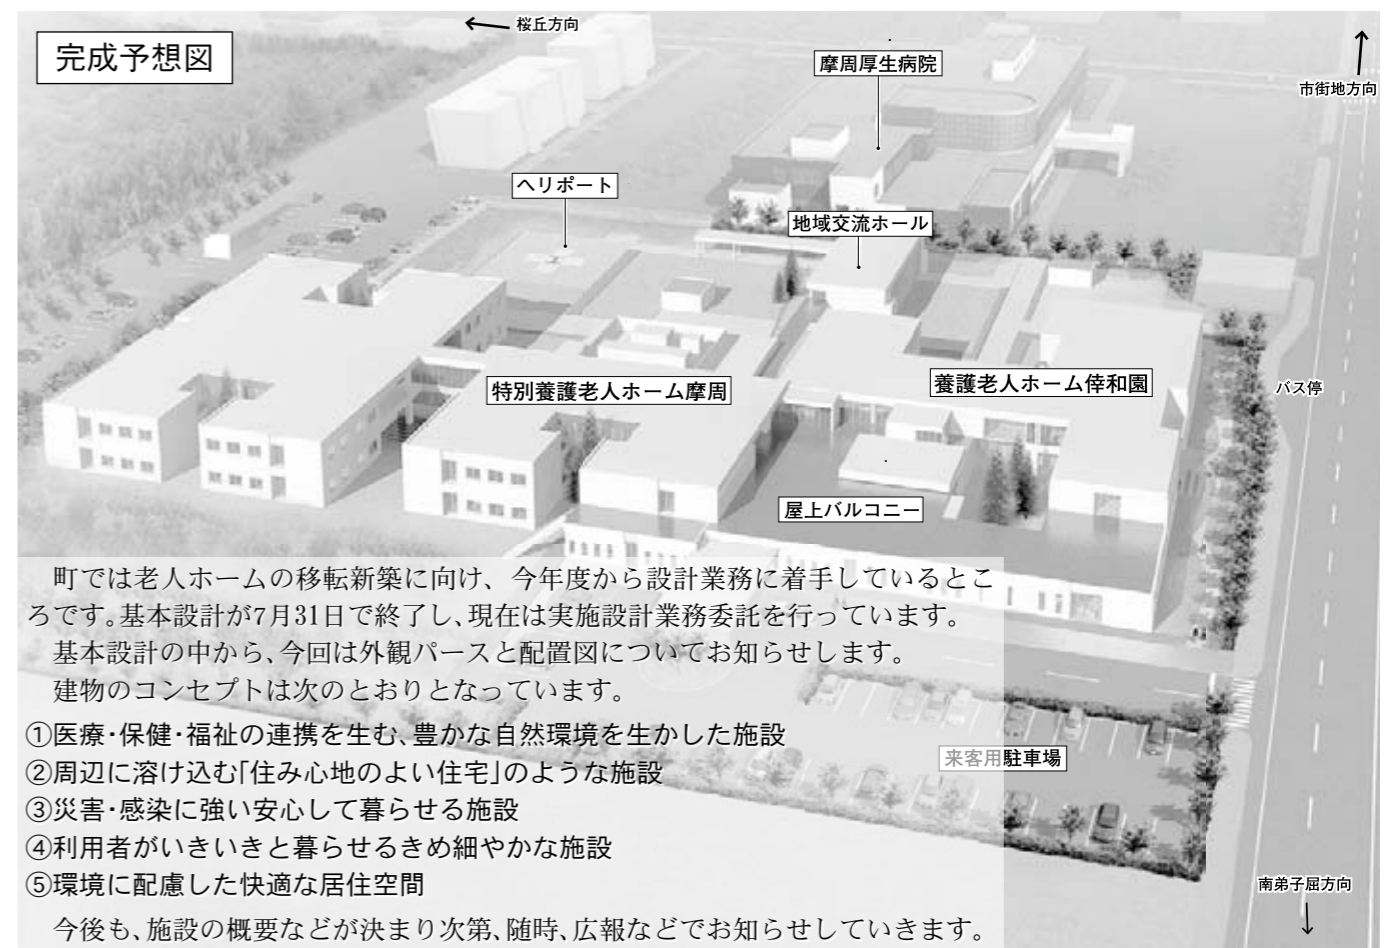 完成予想図
桜丘方向
摩周厚生病院
市街地方向
ヘリポート
地域交流ホール
特別養護老人ホーム摩周
養護老人ホーム倖和園
バス停
屋上バルコニー
町では老人ホームの移転新築に向け、今年度から設計業務に着手しているとこ
ろです。基本設計が7月31日で終了し、現在は実施設計業務委託を行っています。
基本設計の中から、今回は外観パースと配置図についてお知らせします。
建物のコンセプトは次のとおりとなっています。
①医療・保健・福祉の連携を生む、豊かな自然環境を生かした施設
②周辺に溶け込む「住み心地のよい住宅」のような施設
③災害・感染に強い安心して暮らせる施設
④利用者がいきいきと暮らせるきめ細やかな施設
⑤環境に配慮した快適な居住空間
今後も、施設の概要などが決まり次第、随時、広報などでお知らせしていきます。
来客用駐車場
南弟子屈方向